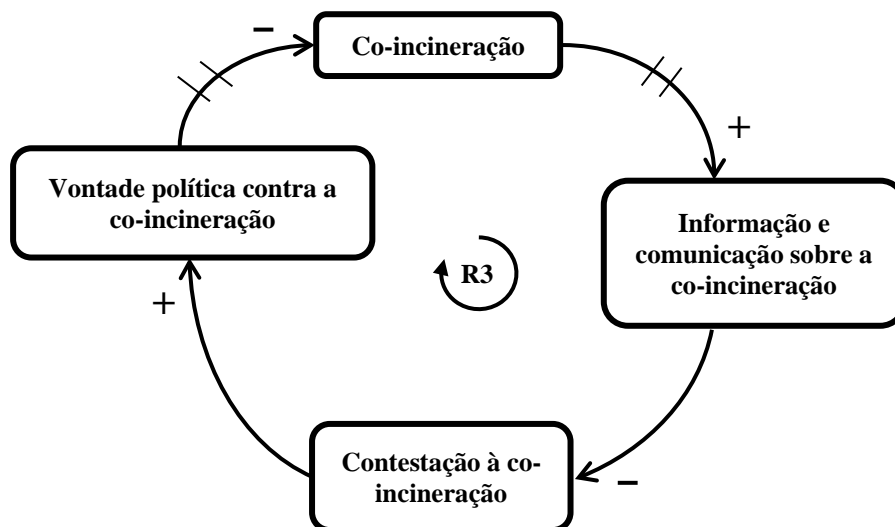 Co-incineração
–
+
Vontade política contra a
co-incineração
Informação e
comunicação sobre a
co-incineração
R3
+
Contestação à co-
incineração
–